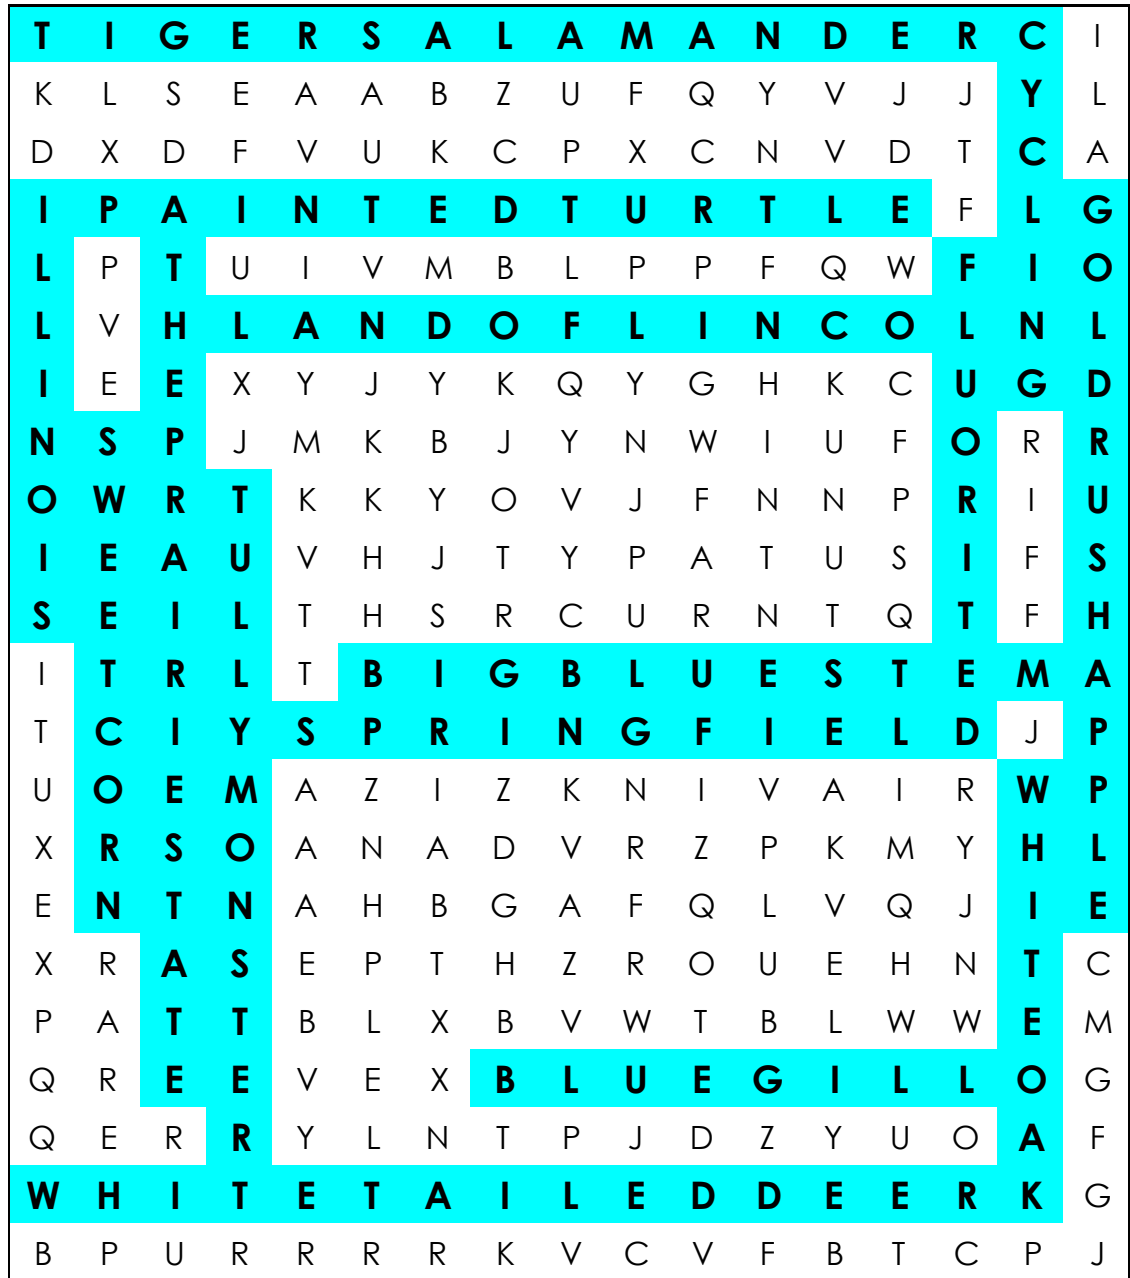 T I G E R S A L A M A N D E R C I
K L S E A A B Z U F Q Y V J J Y L
D X D F V U K C P X C N V D T C A
I P A I N T E D T U R T L E F L G
L P T U I V M B L P P F Q W F I O
L V H L A N D O F L I N C O L N L
I E E X Y J Y K Q Y G H K C U G D
N S P J M K B J Y N W I U F O R R
O W R T K K Y O V J F N N P R I U
I E A U V H J T Y P A T U S I F S
S E I L T H S R C U R N T Q T F H
I T R L T B I G B L U E S T E M A
T C I Y S P R I N G F I E L D J P
U O E M A Z I Z K N I V A I R W P
X R S O A N A D V R Z P K M Y H L
E N T N A H B G A F Q L V Q J I E
X R A S E P T H Z R O U E H N T C
P A T T B L X B V W T B L W W E M
Q R E E V E X B L U E G I L L O G
Q E R R Y L N T P J D Z Y U O A F
W H I T E T A I L E D D E E R K G
B P U R R R R K V C V F B T C P J